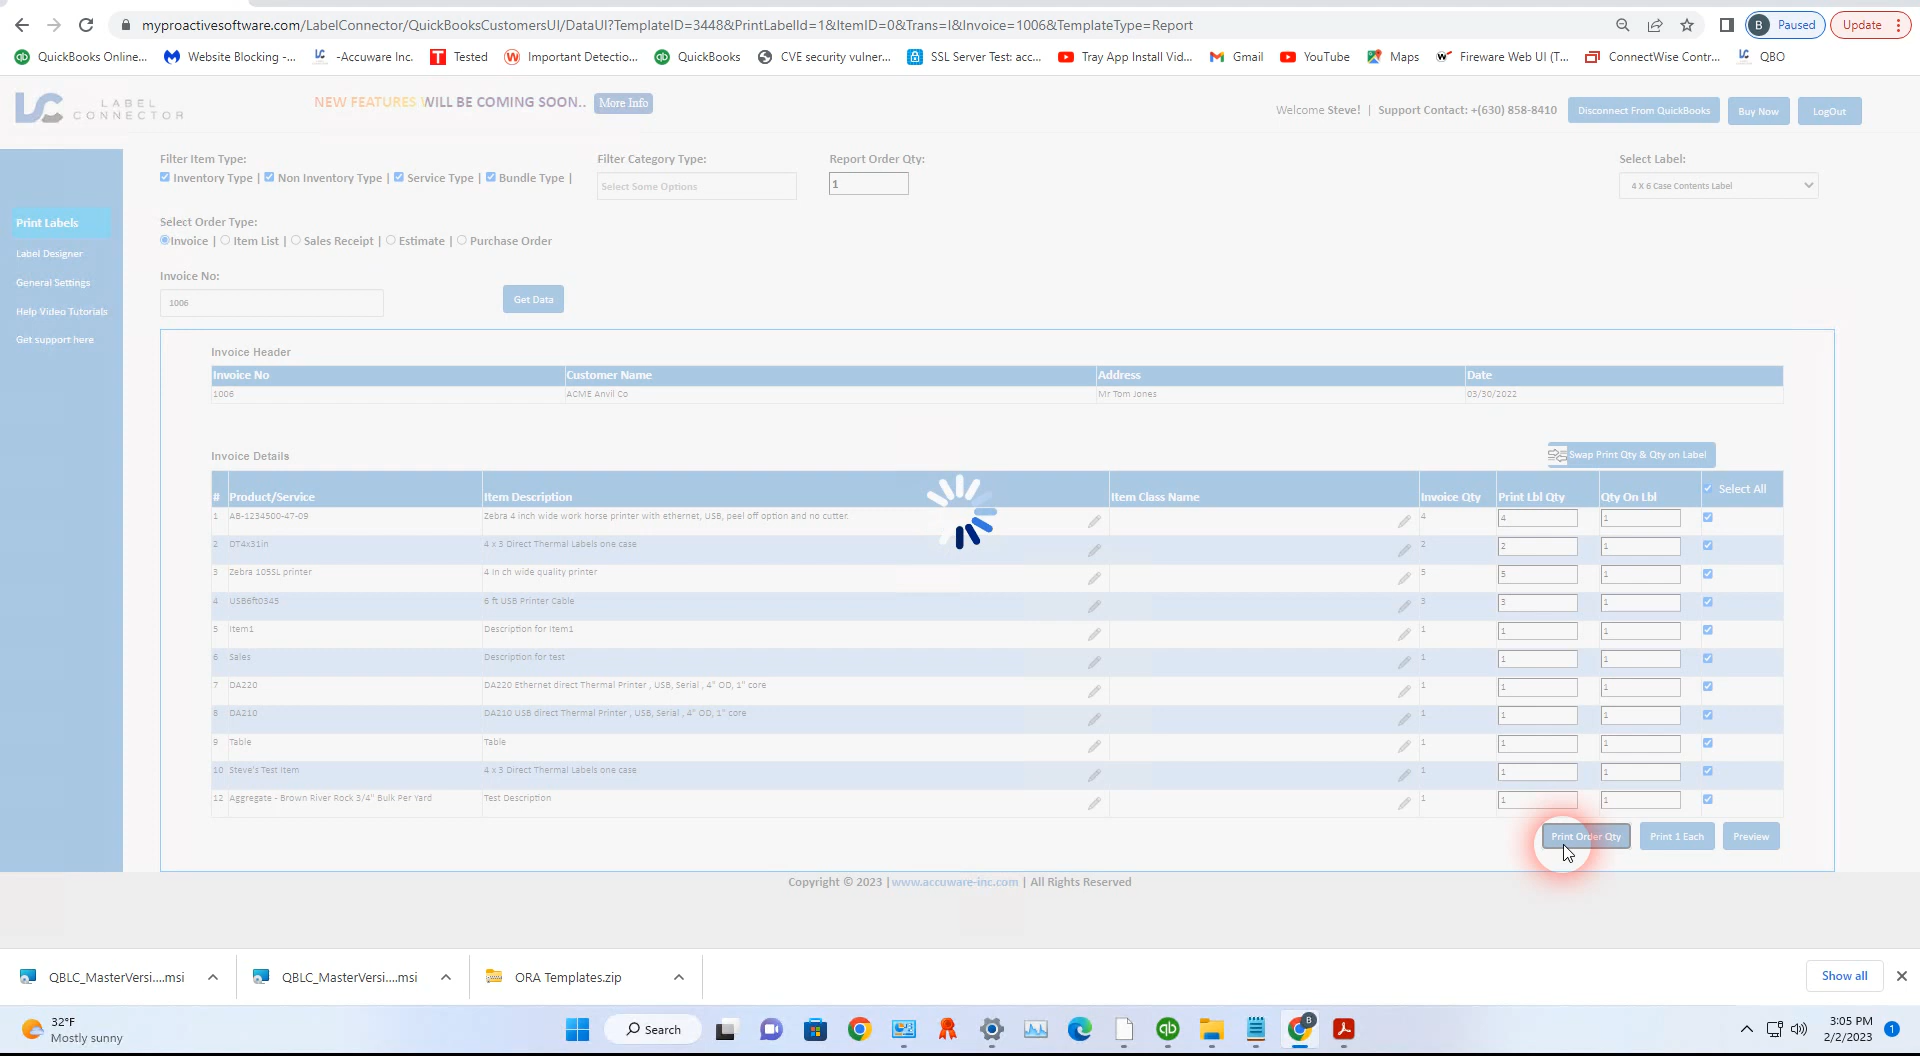 myproactivesoftware.com/LabelConnector/QuickBooksCustomersUI/DataUI?TemplateID=3448&PrintLabelId=1&ItemID=0&Trans=I&Invoice=1006&TemplateType=Report
B Paused Update
QuickBooks Online... Website Blocking -... -Accuware Inc. Tested Important Detectio... QuickBooks CVE security vulner... SSL Server Test: acc... Tray App Install Vid... Gmail YouTube Maps Fireware Web UI (T... ConnectWise Contr... QBO
LABEL CONNECTOR
NEW FEATURES WILL BE COMING SOON.. More Info
Welcome Steve! | Support Contact: +(630) 858-8410 Disconnect From QuickBooks Buy Now LogOut
Print Labels
Label Designer
General Settings
Help Video Tutorials
Get support here
Filter Item Type: Filter Category Type: Report Order Qty: Select Label:
Inventory Type | Non Inventory Type | Service Type | Bundle Type | Select Some Options 1 4 X 6 Case Contents Label
Select Order Type:
Invoice | Item List | Sales Receipt | Estimate | Purchase Order
Invoice No:
1006 Get Data
Invoice Header
Invoice No Customer Name Address Date
1006 ACME Anvil Co Mr Tom Jones 03/30/2022
Invoice Details Swap Print Qty & Qty on Label
# Product/Service Item Description Item Class Name Invoice Qty Print Lbl Qty Qty On Lbl Select All
1 AB-1234500-47-09 Zebra 4 inch wide work horse printer with ethernet, USB, peel off option and no cutter. 4 4 1
2 DT4x31in 4 x 3 Direct Thermal Labels one case 2 2 1
3 Zebra 105SL printer 4 In ch wide quality printer 5 5 1
4 USB6ft0345 6 ft USB Printer Cable 3 3 1
5 Item1 Description for Item1 1 1 1
6 Sales Description for test 1 1 1
7 DA220 DA220 Ethernet direct Thermal Printer , USB, Serial , 4" OD, 1" core 1 1 1
8 DA210 DA210 USB direct Thermal Printer , USB, Serial , 4" OD, 1" core 1 1 1
9 Table Table 1 1 1
10 Steve's Test Item 4 x 3 Direct Thermal Labels one case 1 1 1
12 Aggregate - Brown River Rock 3/4" Bulk Per Yard Test Description 1 1 1
Print Order Qty Print 1 Each Preview
Copyright © 2023 |www.accuware-inc.com | All Rights Reserved
QBLC_MasterVersi....msi QBLC_MasterVersi....msi ORA Templates.zip Show all
32°F
Mostly sunny
Search
B
3:05 PM
2/2/2023
1